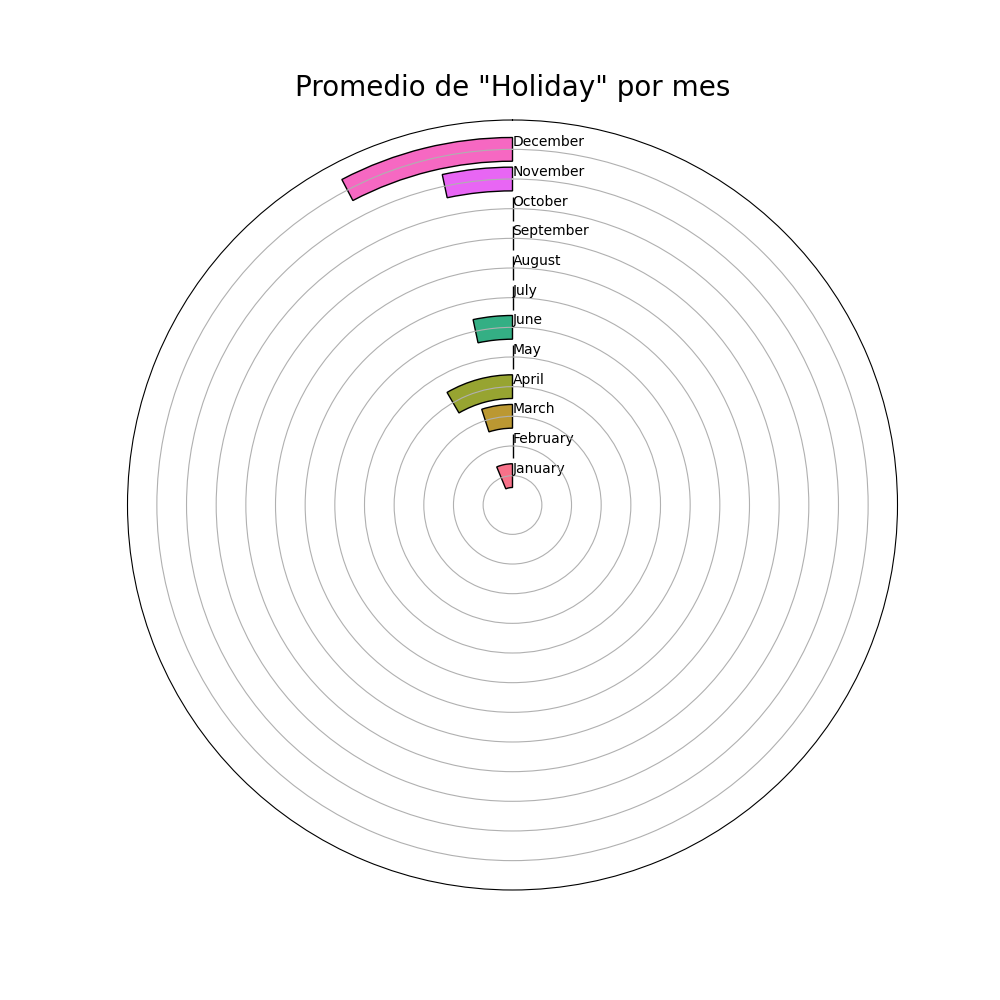 Promedio de "Holiday" por mes
December
November
October
September
August
July
June
May
April
March
February
January